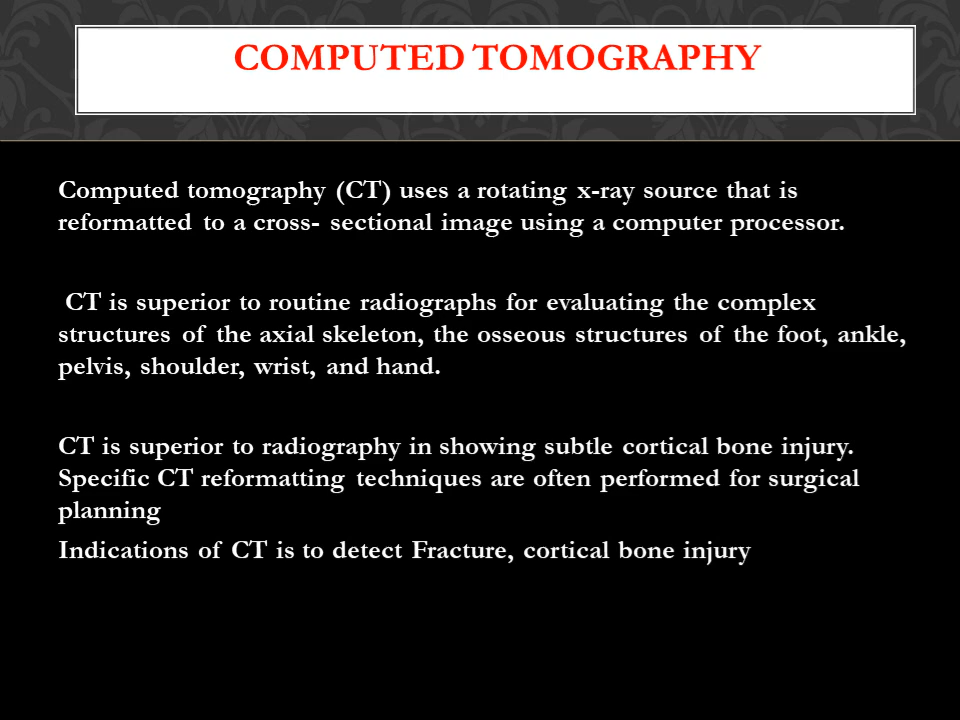 COMPUTED TOMOGRAPHY
Computed tomography (CT) uses a rotating x-ray source that is
reformatted to a cross- sectional image using a computer processor.
CT is superior to routine radiographs for evaluating the complex
structures of the axial skeleton, the osseous structures of the foot, ankle,
pelvis, shoulder, wrist, and hand.
CT is superior to radiography in showing subtle cortical bone injury.
Specific CT reformatting techniques are often performed for surgical
planning
Indications of CT is to detect Fracture, cortical bone injury